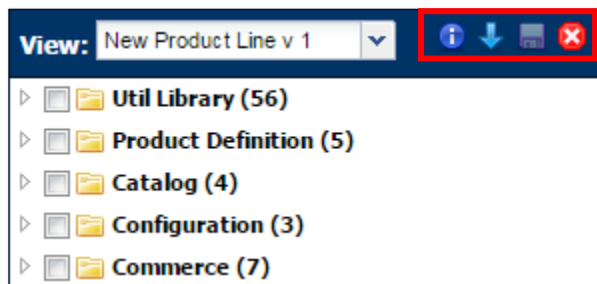 View: New Product Line v 1
Util Library (56)
Product Definition (5)
Catalog (4)
Configuration (3)
Commerce (7)